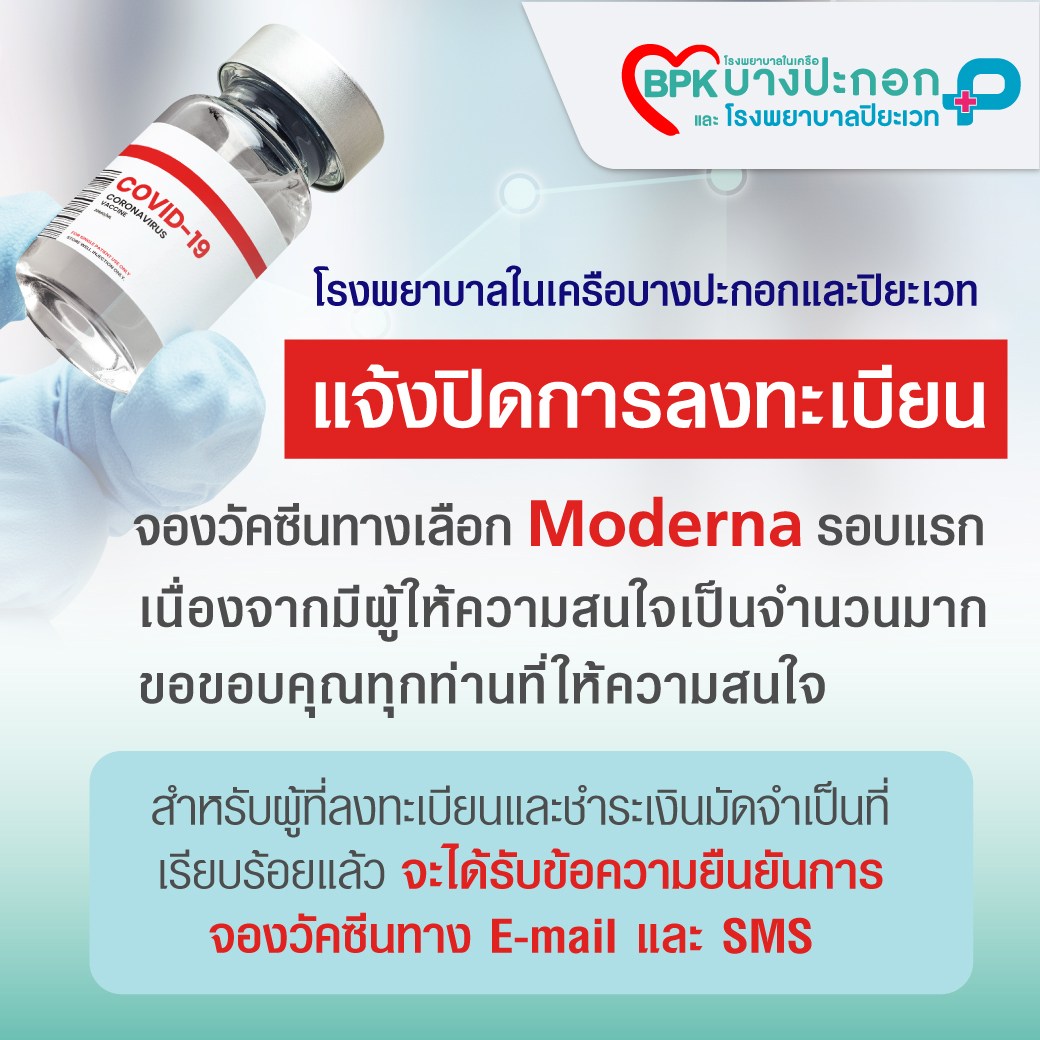 โรงพยาบาลในเครือ
BPK บางปะกอก
และ โรงพยาบาลปิยะเวท
COVID-19
CORONAVIRUS
VACCINE
FOR SINGLE PATIENT USE ONLY
STORE WELL INJECTION ONLY.
โรงพยาบาลในเครือบางปะกอกและปิยะเวท
แจ้งปิดการลงทะเบียน
จองวัคซีนทางเลือก Moderna รอบแรก
เนื่องจากมีผู้ให้ความสนใจเป็นจำนวนมาก
ขอขอบคุณทุกท่านที่ให้ความสนใจ
สำหรับผู้ที่ลงทะเบียนและชำระเงินมัดจำเป็นที่
เรียบร้อยแล้ว จะได้รับข้อความยืนยันการ
จองวัคซีนทาง E-mail และ SMS